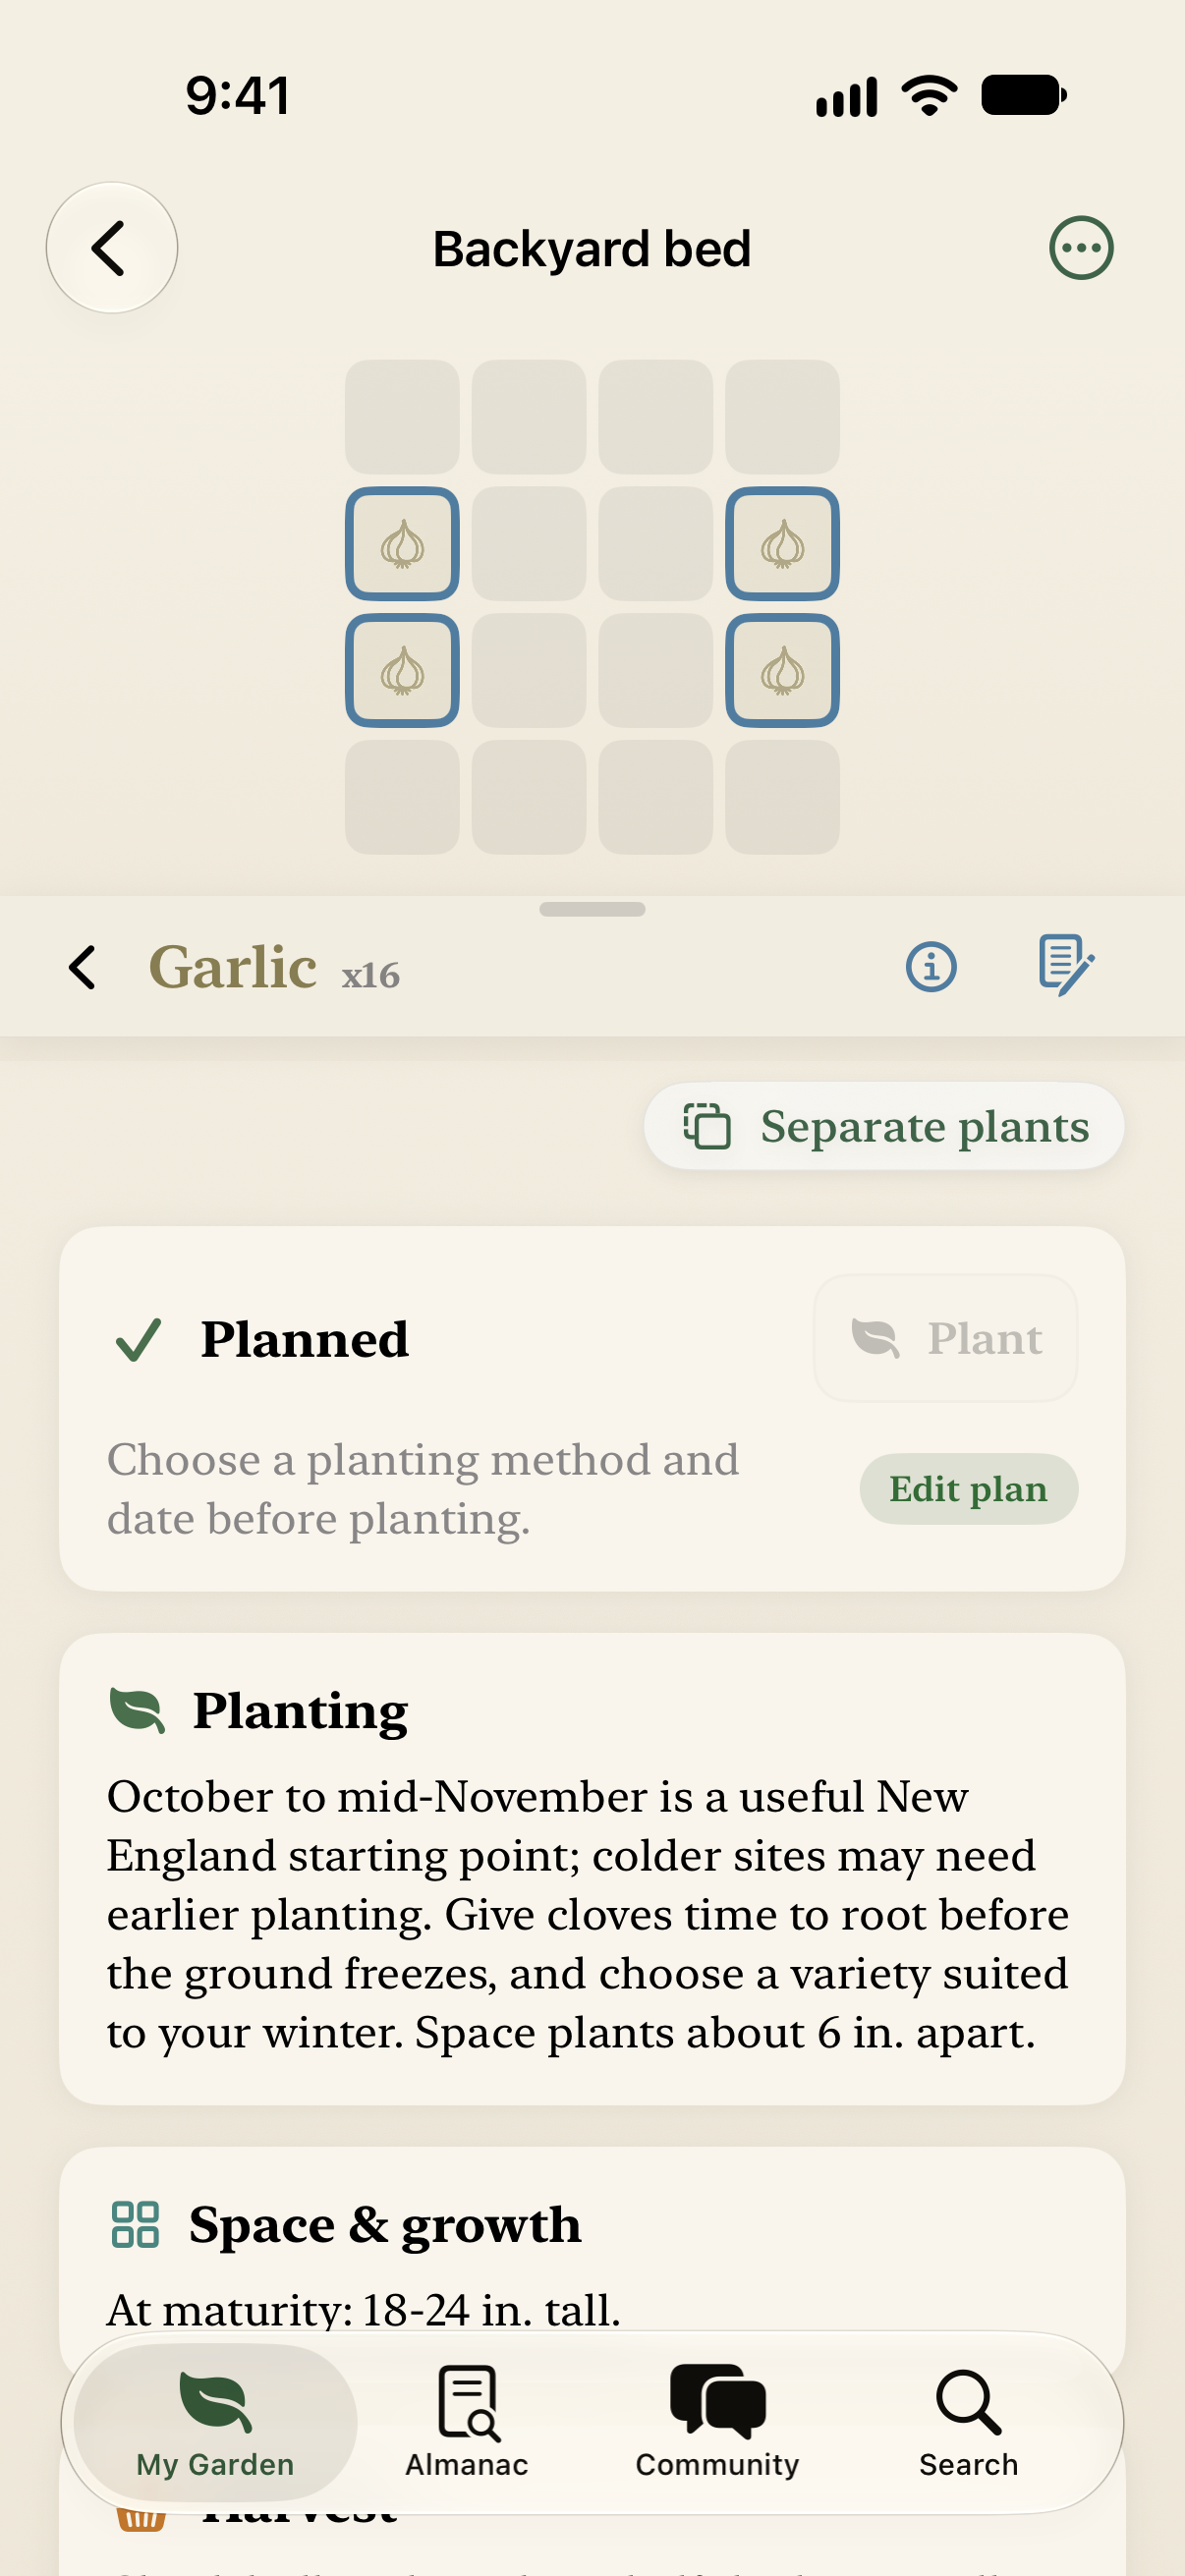 9:41
Backyard bed
Garlic x16
Separate plants
Planned
Plant
Choose a planting method and
date before planting.
Edit plan
Planting
October to mid-November is a useful New
England starting point; colder sites may need
earlier planting. Give cloves time to root before
the ground freezes, and choose a variety suited
to your winter. Space plants about 6 in. apart.
Space & growth
At maturity: 18-24 in. tall.
My Garden
Almanac
Community
Search
Harvest